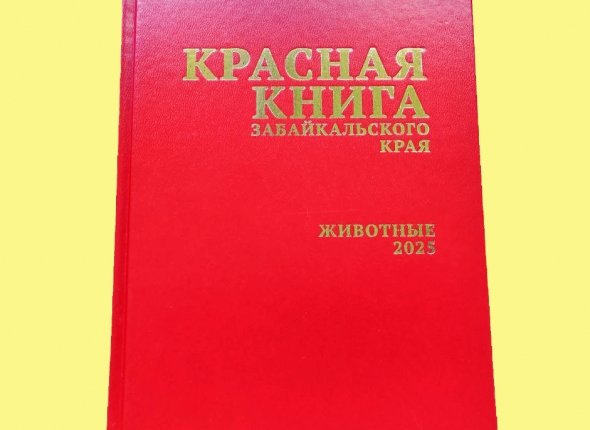 КРАСНАЯ
КНИГА
ЗАБАЙКАЛЬСКОГО
КРАЯ
ЖИВОТНЫЕ
2025